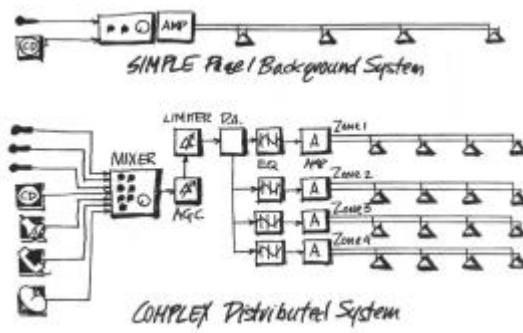 CD
AMP
SIMPLE Background System
LIMITER D.A.
Zone 1
MIXER
EQ
AMP
A
CD
AGC
Zone 2
A
Zone 3
A
Zone 4
A
COMPLEX Distributed System